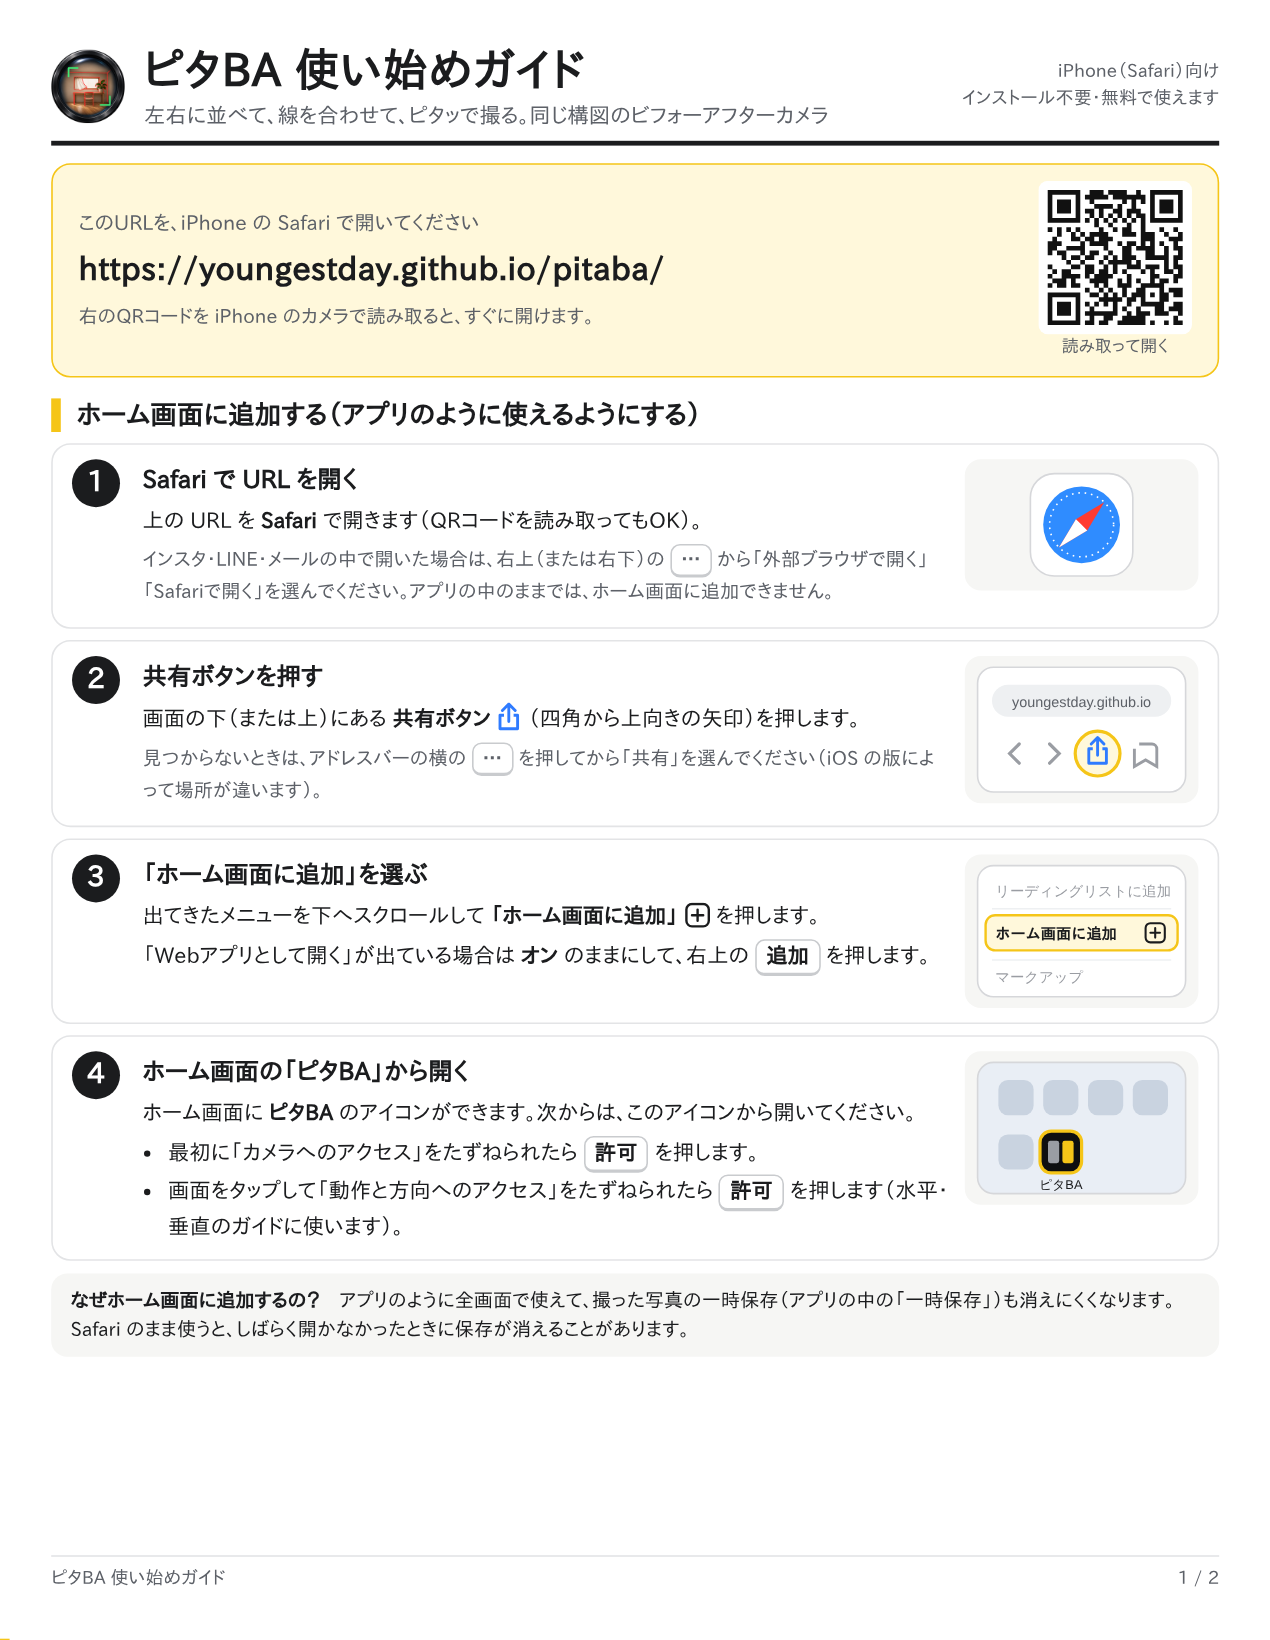 ピタBA 使い始めガイド
左右に並べて、線を合わせて、ピタッで撮る。同じ構図のビフォーアフターカメラ
iPhone（Safari）向け
インストール不要・無料で使えます
このURLを、iPhone の Safari で開いてください
https://youngestday.github.io/pitaba/
右のQRコードを iPhone のカメラで読み取ると、すぐに開けます。
読み取って開く
ホーム画面に追加する（アプリのように使えるようにする）
1
Safari で URL を開く
上の URL を Safari で開きます（QRコードを読み取ってもOK）。
インスタ・LINE・メールの中で開いた場合は、右上（または右下）の … から「外部ブラウザで開く」
「Safariで開く」を選んでください。アプリの中のままでは、ホーム画面に追加できません。
2
共有ボタンを押す
画面の下（または上）にある 共有ボタン （四角から上向きの矢印）を押します。
見つからないときは、アドレスバーの横の … を押してから「共有」を選んでください（iOS の版によ
って場所が違います）。
youngestday.github.io
3
「ホーム画面に追加」を選ぶ
出てきたメニューを下へスクロールして 「ホーム画面に追加」 を押します。
「Webアプリとして開く」が出ている場合は オン のままにして、右上の 追加 を押します。
リーディングリストに追加
ホーム画面に追加
マークアップ
4
ホーム画面の「ピタBA」から開く
ホーム画面に ピタBA のアイコンができます。次からは、このアイコンから開いてください。
• 最初に「カメラへのアクセス」をたずねられたら 許可 を押します。
• 画面をタップして「動作と方向へのアクセス」をたずねられたら 許可 を押します（水平・
垂直のガイドに使います）。
ピタBA
なぜホーム画面に追加するの？ アプリのように全画面で使えて、撮った写真の一時保存（アプリの中の「一時保存」）も消えにくくなります。
Safari のまま使うと、しばらく開かなかったときに保存が消えることがあります。
ピタBA 使い始めガイド
1 / 2